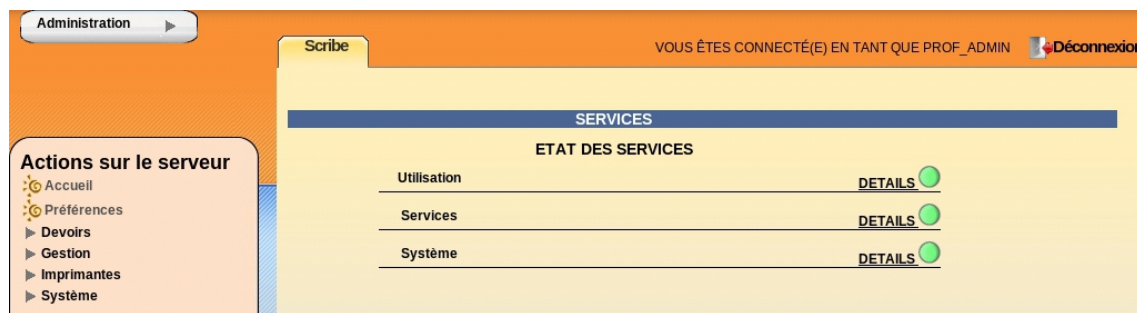 Administration
Scribe
VOUS ÊTES CONNECTÉ(E) EN TANT QUE PROF_ADMIN
Déconnexion
SERVICES
ETAT DES SERVICES
Utilisation DETAILS
Services DETAILS
Système DETAILS
Actions sur le serveur
Accueil
Préférences
Devoirs
Gestion
Imprimantes
Système